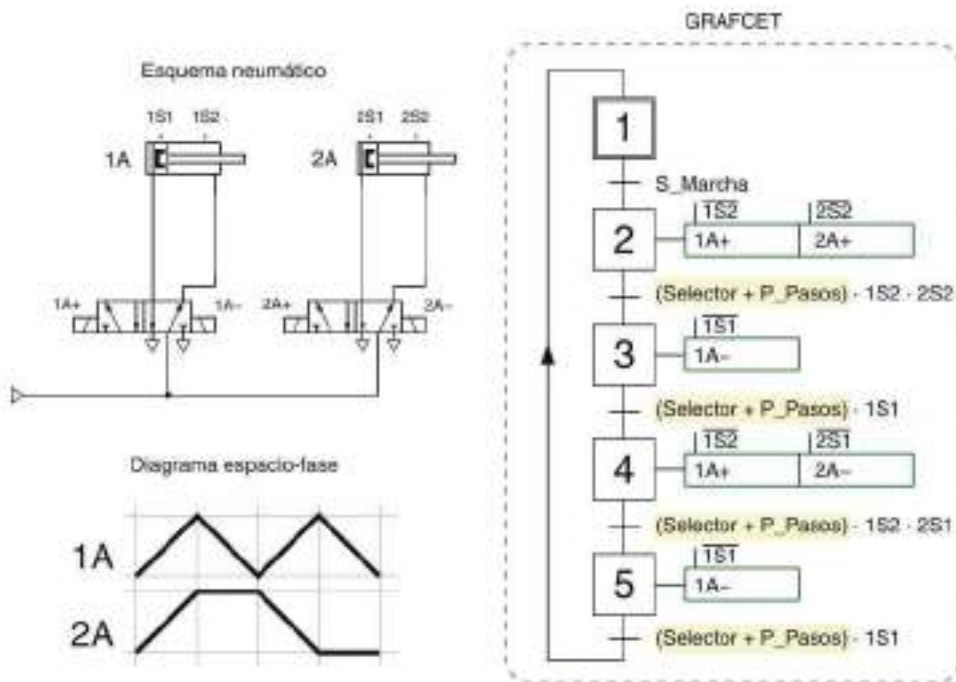 GRAFCET
Esquema neumático
1S1 1S2
2S1 2S2
1A
2A
1A+ 1A-
2A+ 2A-
Diagrama espacio-fase
1A
2A
1
S_Marcha
2
1S2 2S2
1A+ 2A+
(Selector + P_Pasos) · 1S2 · 2S2
3
1S1
1A-
(Selector + P_Pasos) · 1S1
4
1S2 2S1
1A+ 2A-
(Selector + P_Pasos) · 1S2 · 2S1
5
1S1
1A-
(Selector + P_Pasos) · 1S1